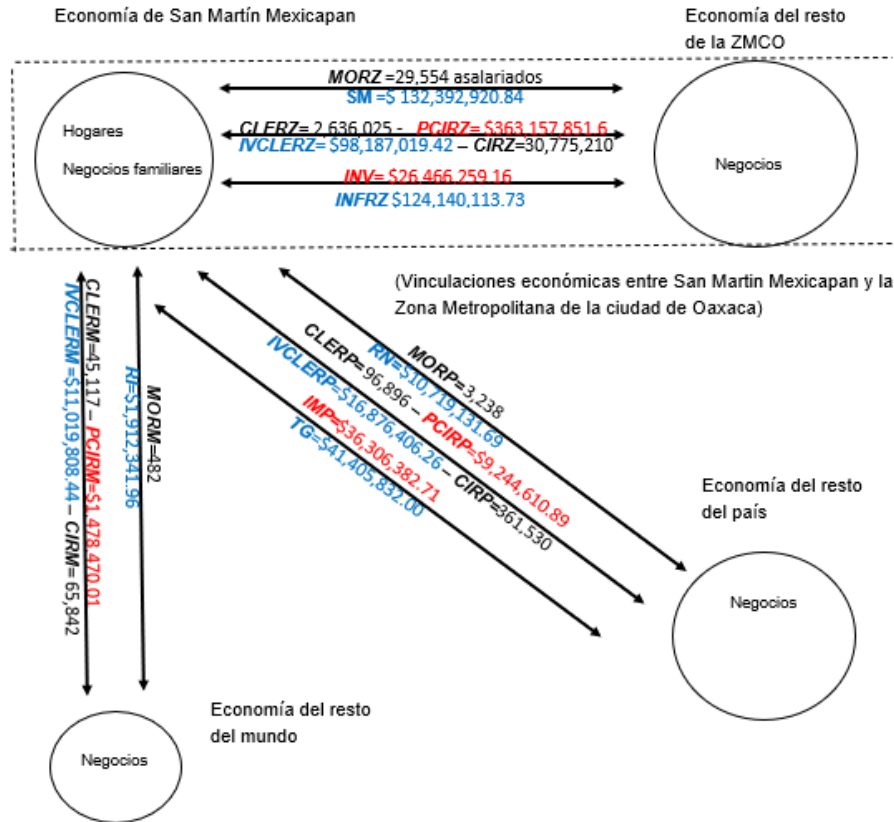 Economía de San Martín Mexicapan
Economía del resto
de la ZMCO
MORZ =29,554 asalariados
SM =$ 132,392,920.84
Hogares
Negocios familiares
CLERZ= 2,636,025 - PCIRZ= $363,157,851.6
IVCLERZ= $98,187,019.42 – CIRZ=30,775,210
Negocios
INV= $26,466,259.16
INFRZ $124,140,113.73
(Vinculaciones económicas entre San Martin Mexicapan y la
Zona Metropolitana de la ciudad de Oaxaca)
MORP=3,238
RN=$10,719,131.69
CLERP=96,896 – PCIRP=$9,244,610.89
IVCLERP=$16,876,406.26 – CIRP=361,530
IMP=$36,306,382.71
TG=$41,405,832.00
CLERM=45,117 – PCIRM=$1,478,470.01
IVCLERM=$11,019,808.44 – CIRM= 65,842
MORM=482
RI=$1,912,341.96
Economía del resto
del país
Negocios
Economía del resto
del mundo
Negocios